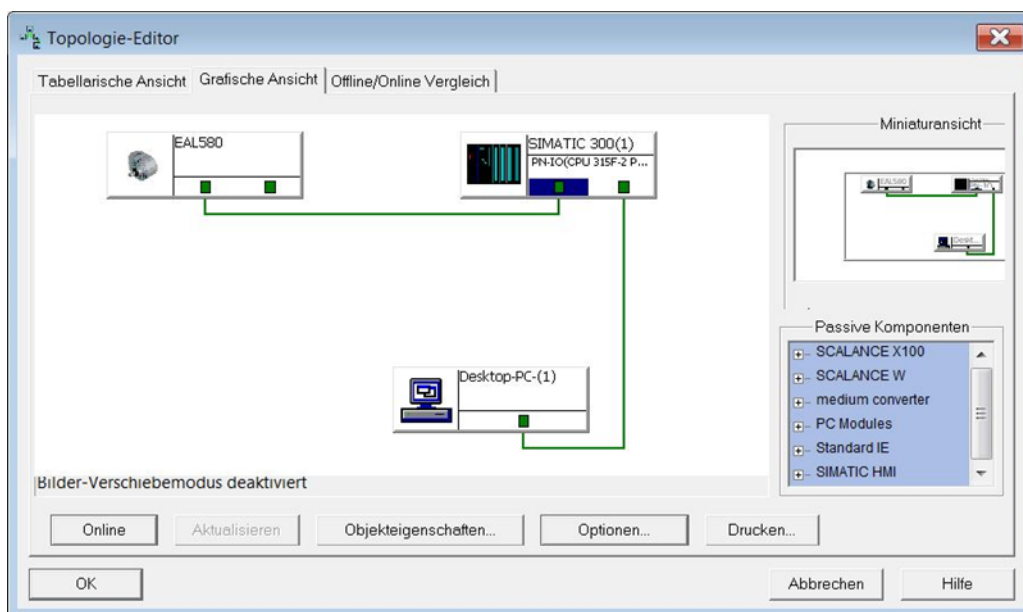 Topologie-Editor
Tabellarische Ansicht
Grafische Ansicht
Offline/Online Vergleich
EAL580
SIMATIC 300(1)
PN-IO(CPU 315F-2 P...
Desktop-PC-(1)
Bilder-Verschiebemodus deaktiviert
Miniaturansicht
EAL580
Passive Komponenten
SCALANCE X100
SCALANCE W
medium converter
PC Modules
Standard IE
SIMATIC HMI
Online
Aktualisieren
Objekteigenschaften...
Optionen...
Drucken...
OK
Abbrechen
Hilfe